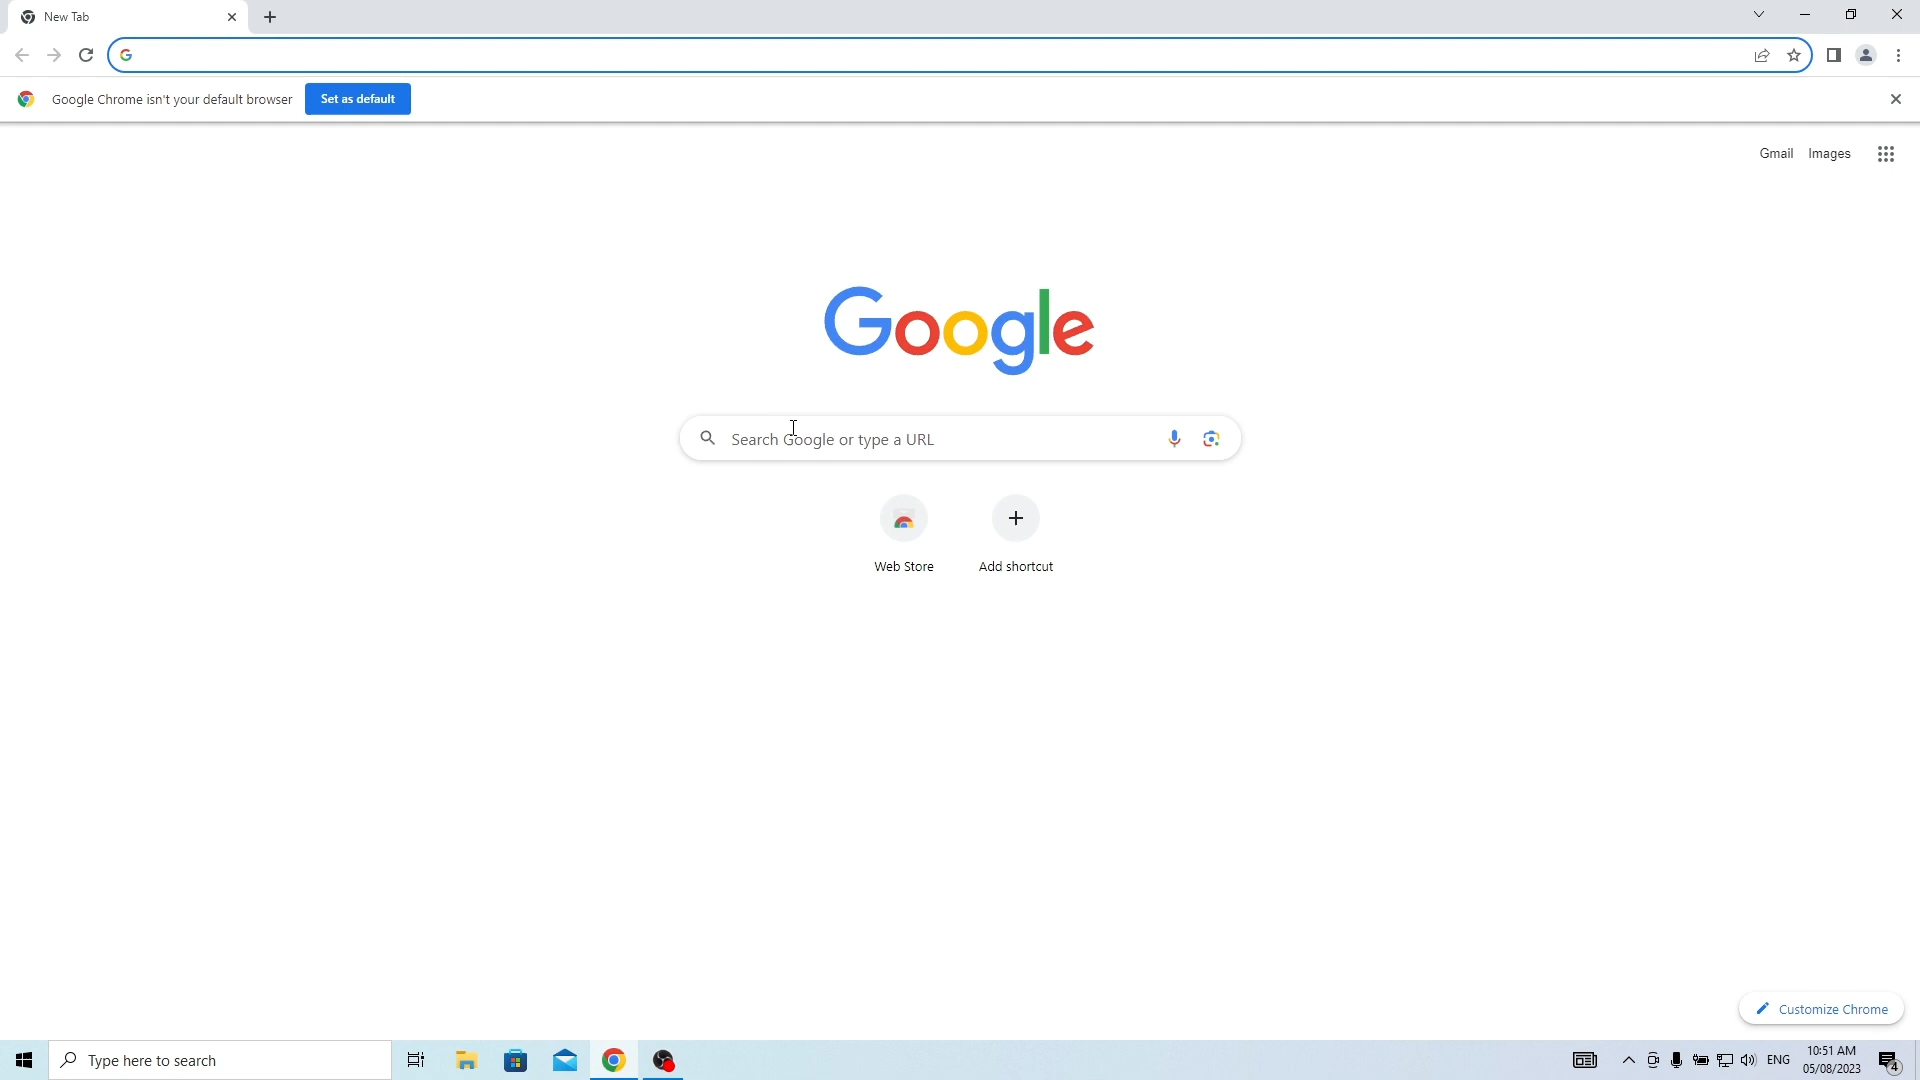 New Tab
Google Chrome isn't your default browser
Set as default
Gmail
Images
Google
Search Google or type a URL
Web Store
Add shortcut
Customize Chrome
Type here to search
ENG
10:51 AM
05/08/2023
4